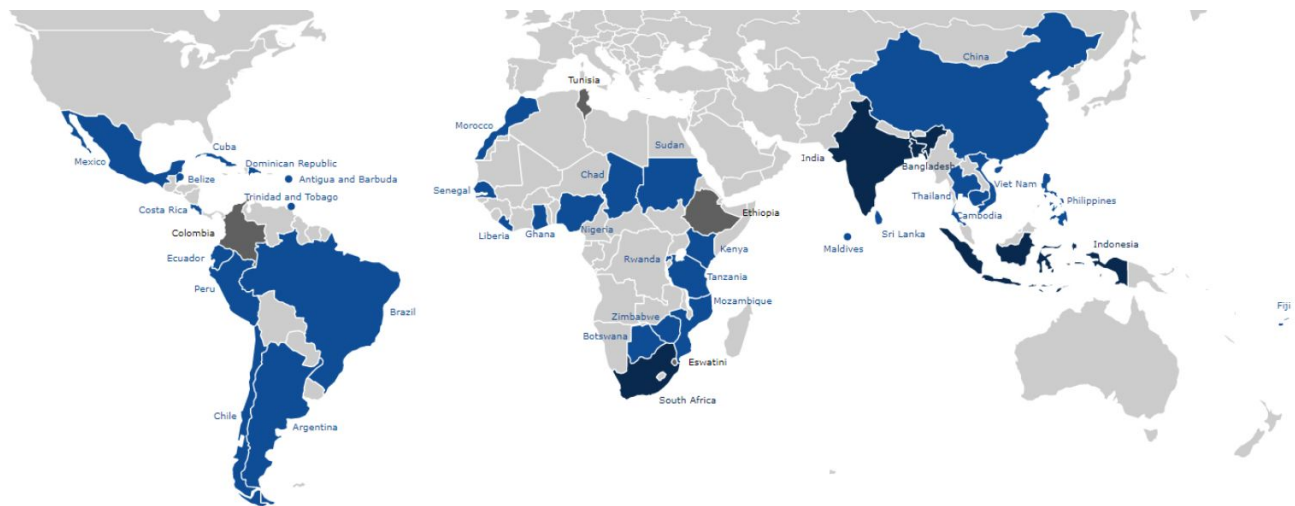 Mexico
Cuba
Dominican Republic
Belize
Antigua and Barbuda
Trinidad and Tobago
Costa Rica
Colombia
Ecuador
Peru
Brazil
Chile
Argentina
Tunisia
Morocco
Sudan
Chad
Senegal
Liberia
Ghana
Nigeria
Ethiopia
Kenya
Rwanda
Tanzania
Mozambique
Zimbabwe
Botswana
Eswatini
South Africa
China
India
Bangladesh
Thailand
Viet Nam
Cambodia
Philippines
Sri Lanka
Maldives
Indonesia
Fiji